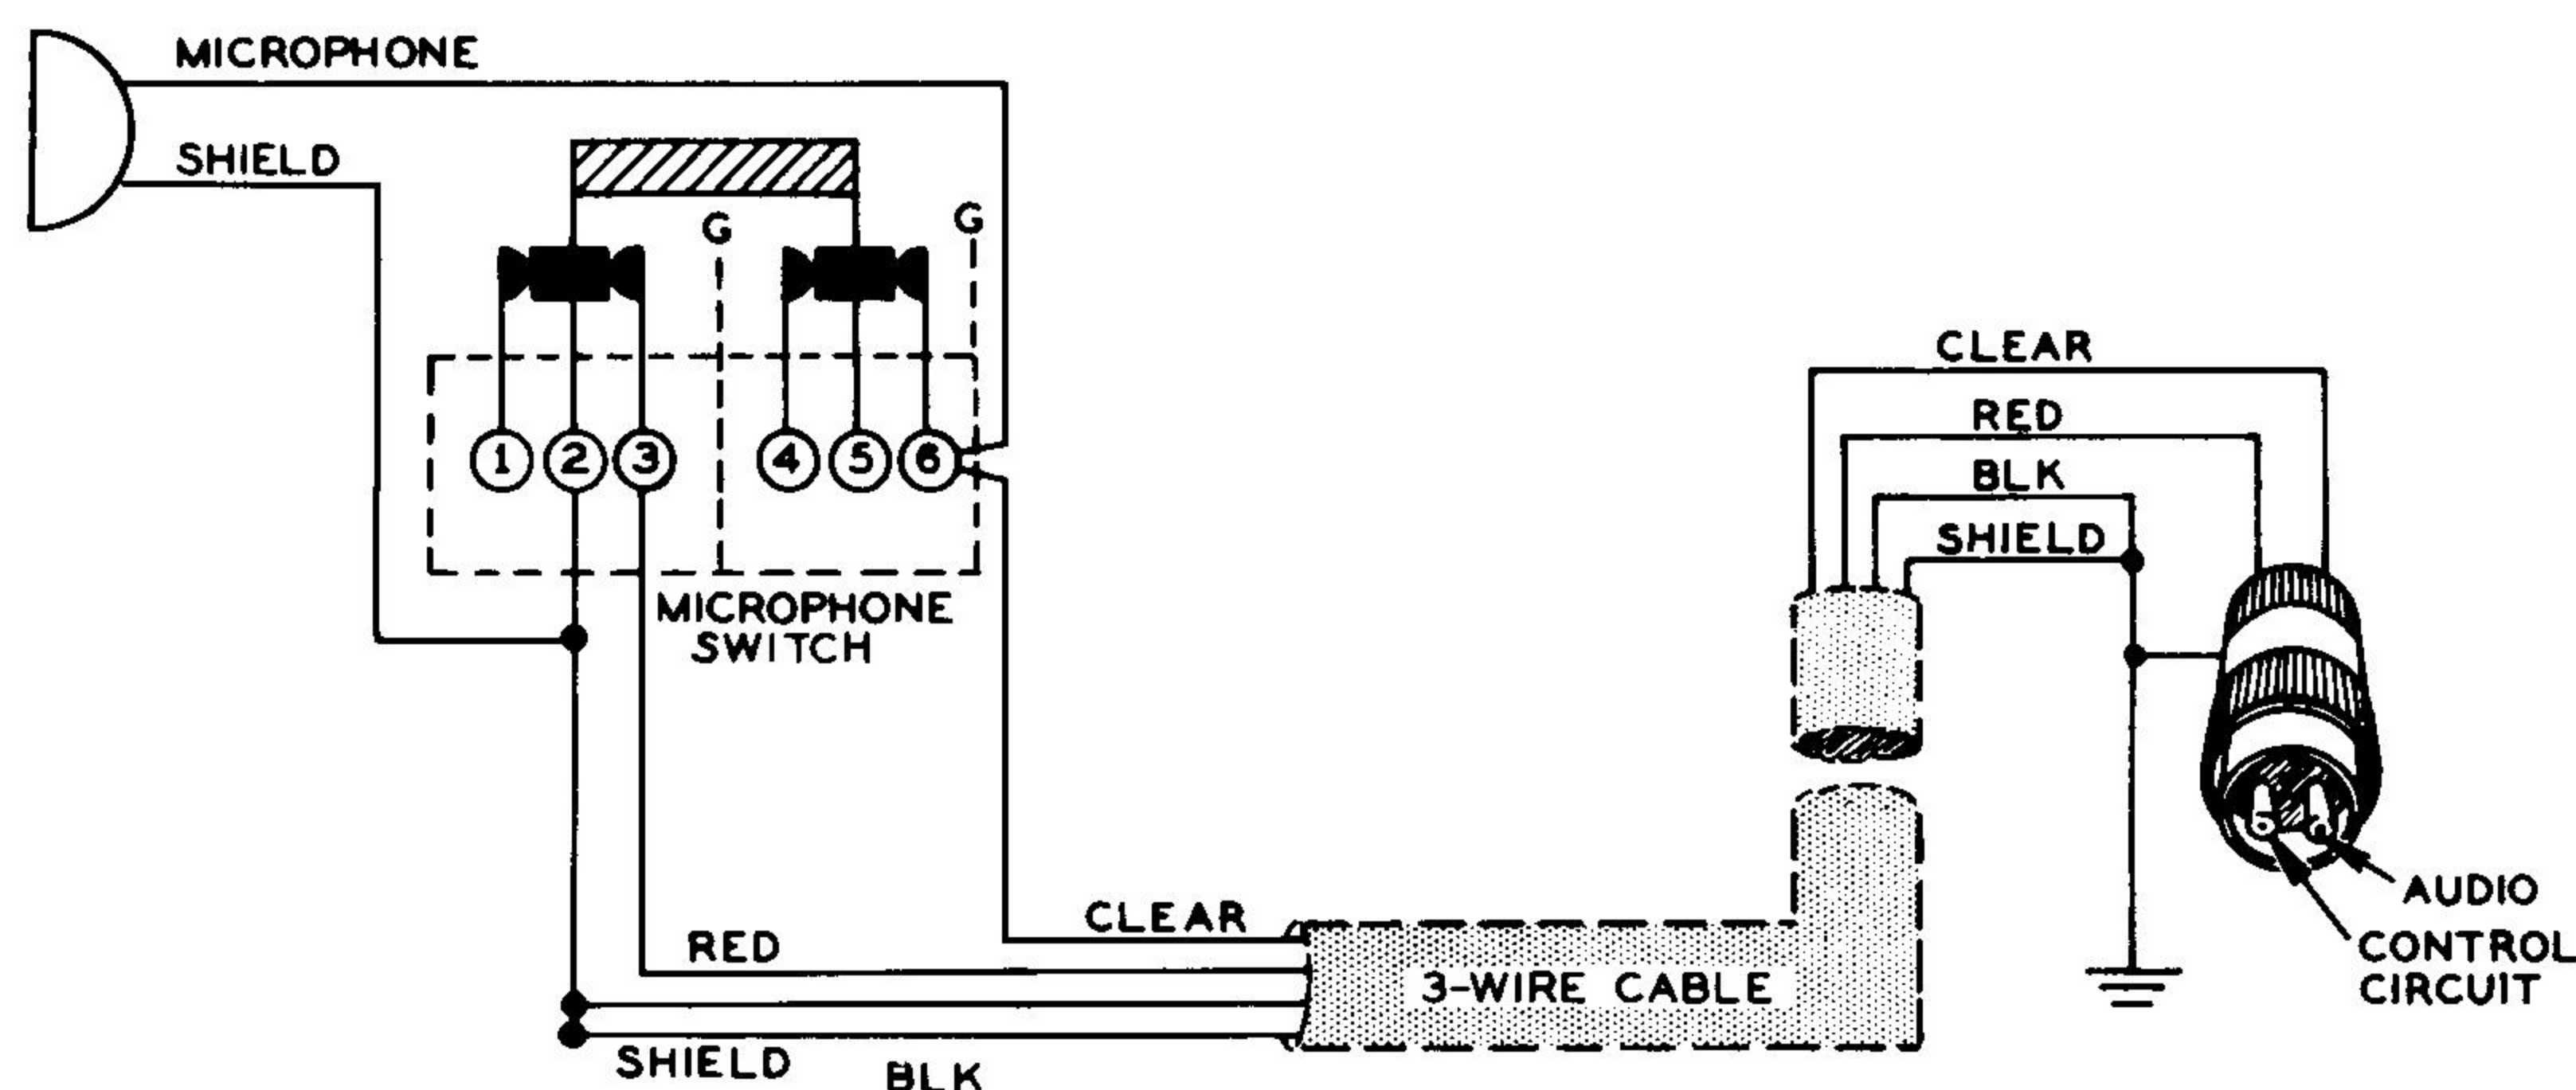 MICROPHONE
SHIELD
G
G
1 2 3 4 5 6
MICROPHONE
SWITCH
CLEAR
RED
BLK
SHIELD
AUDIO
CONTROL
CIRCUIT
CLEAR
RED
3-WIRE CABLE
SHIELD
BLK